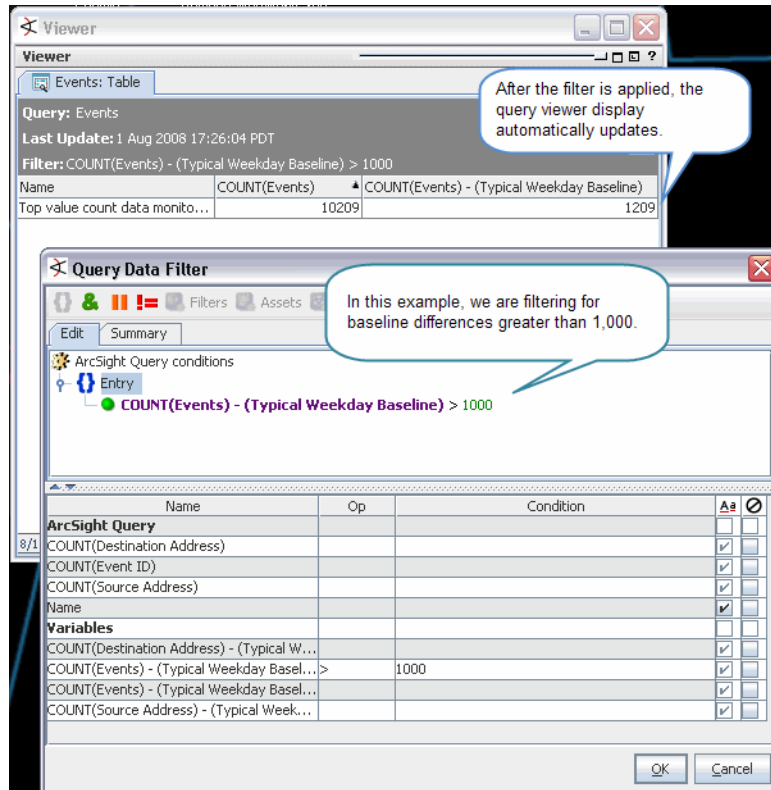 Viewer
Viewer
?
Events: Table
Query: Events
Last Update: 1 Aug 2008 17:26:04 PDT
Filter: COUNT(Events) - (Typical Weekday Baseline) > 1000
After the filter is applied, the
query viewer display
automatically updates.
Name COUNT(Events) COUNT(Events) - (Typical Weekday Baseline)
Top value count data monito... 10209 1209
Query Data Filter
{} & || != Filters Assets
In this example, we are filtering for
baseline differences greater than 1,000.
Edit Summary
ArcSight Query conditions
{} Entry
COUNT(Events) - (Typical Weekday Baseline) > 1000
Name Op Condition Aa
ArcSight Query
8/1
COUNT(Destination Address)
COUNT(Event ID)
COUNT(Source Address)
Name
Variables
COUNT(Destination Address) - (Typical W...
COUNT(Events) - (Typical Weekday Basel... > 1000
COUNT(Events) - (Typical Weekday Basel...
COUNT(Source Address) - (Typical Week...
OK Cancel